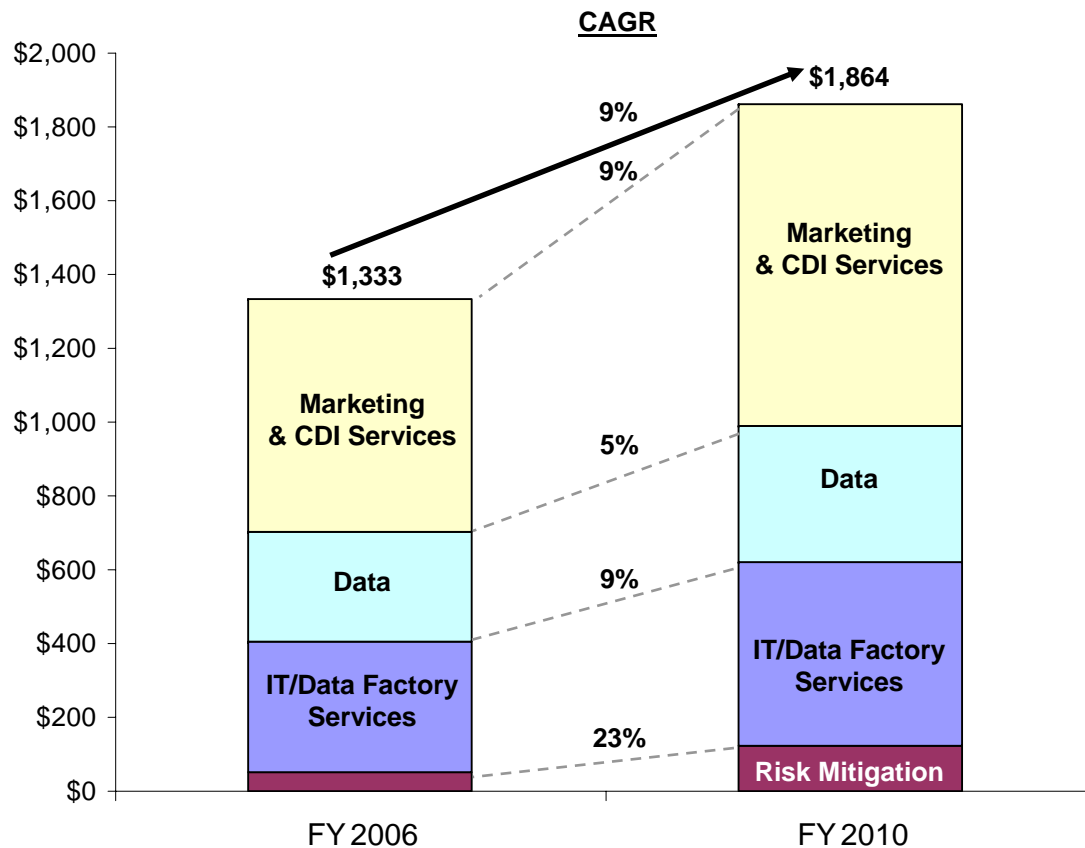 CAGR
$2,000
$1,800
$1,600
$1,400
$1,200
$1,000
$800
$600
$400
$200
$0
$1,333
Marketing
& CDI Services
Data
IT/Data Factory
Services
9%
9%
5%
9%
23%
$1,864
Marketing
& CDI Services
Data
IT/Data Factory
Services
Risk Mitigation
FY 2006
FY 2010